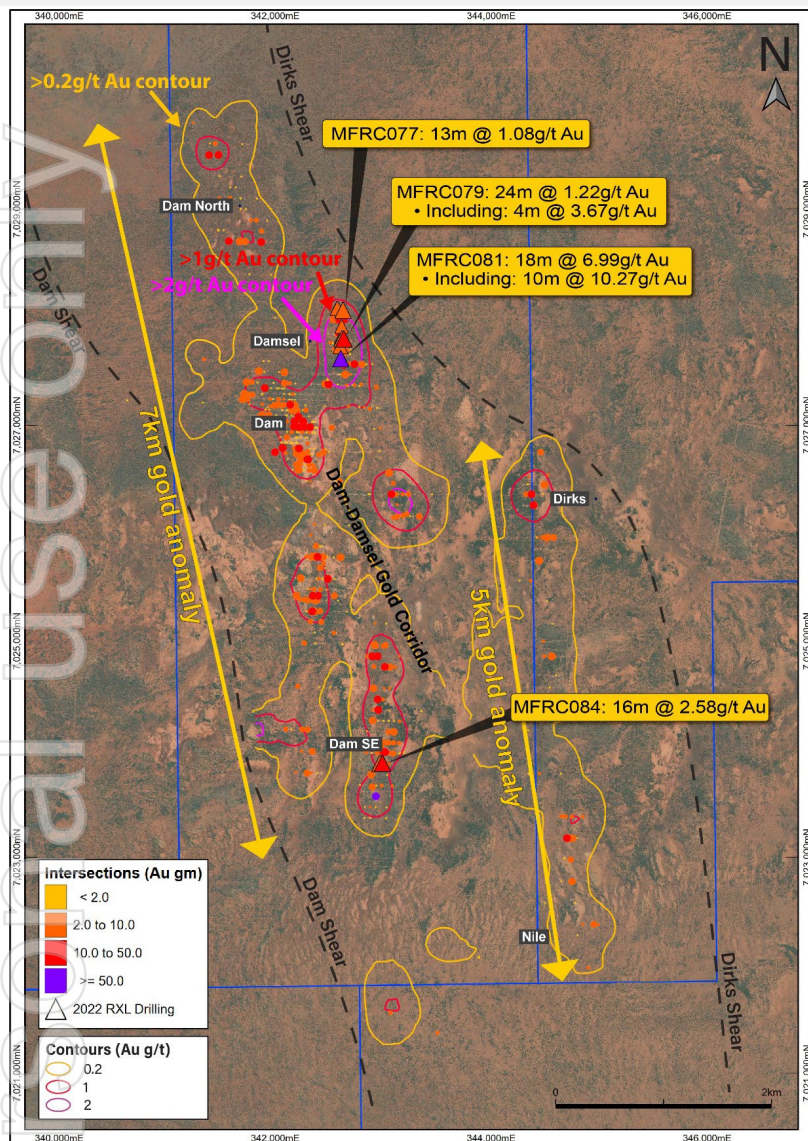 340,000mE
342,000mE
344,000mE
346,000mE
N
Dirks Shear
>0.2g/t Au contour
MFRC077: 13m @ 1.08g/t Au
MFRC079: 24m @ 1.22g/t Au
• Including: 4m @ 3.67g/t Au
Dam North
7,029,000mN
7,029,000mN
>1g/t Au contour
MFRC081: 18m @ 6.99g/t Au
• Including: 10m @ 10.27g/t Au
>2g/t Au contour
Dam Shear
Damsel
Dam
7,027,000mN
7,027,000mN
7km gold anomaly
Dam-Damsel Gold Corridor
Dirks
5km gold anomaly
7,025,000mN
7,025,000mN
MFRC084: 16m @ 2.58g/t Au
Dam SE
7,023,000mN
7,023,000mN
Intersections (Au gm)
< 2.0
2.0 to 10.0
10.0 to 50.0
>= 50.0
2022 RXL Drilling
Dam Shear
Nile
Dirks Shear
Contours (Au g/t)
0.2
1
2
7,021,000mN
7,021,000mN
0
2km
340,000mE
342,000mE
344,000mE
346,000mE
rsonal use only